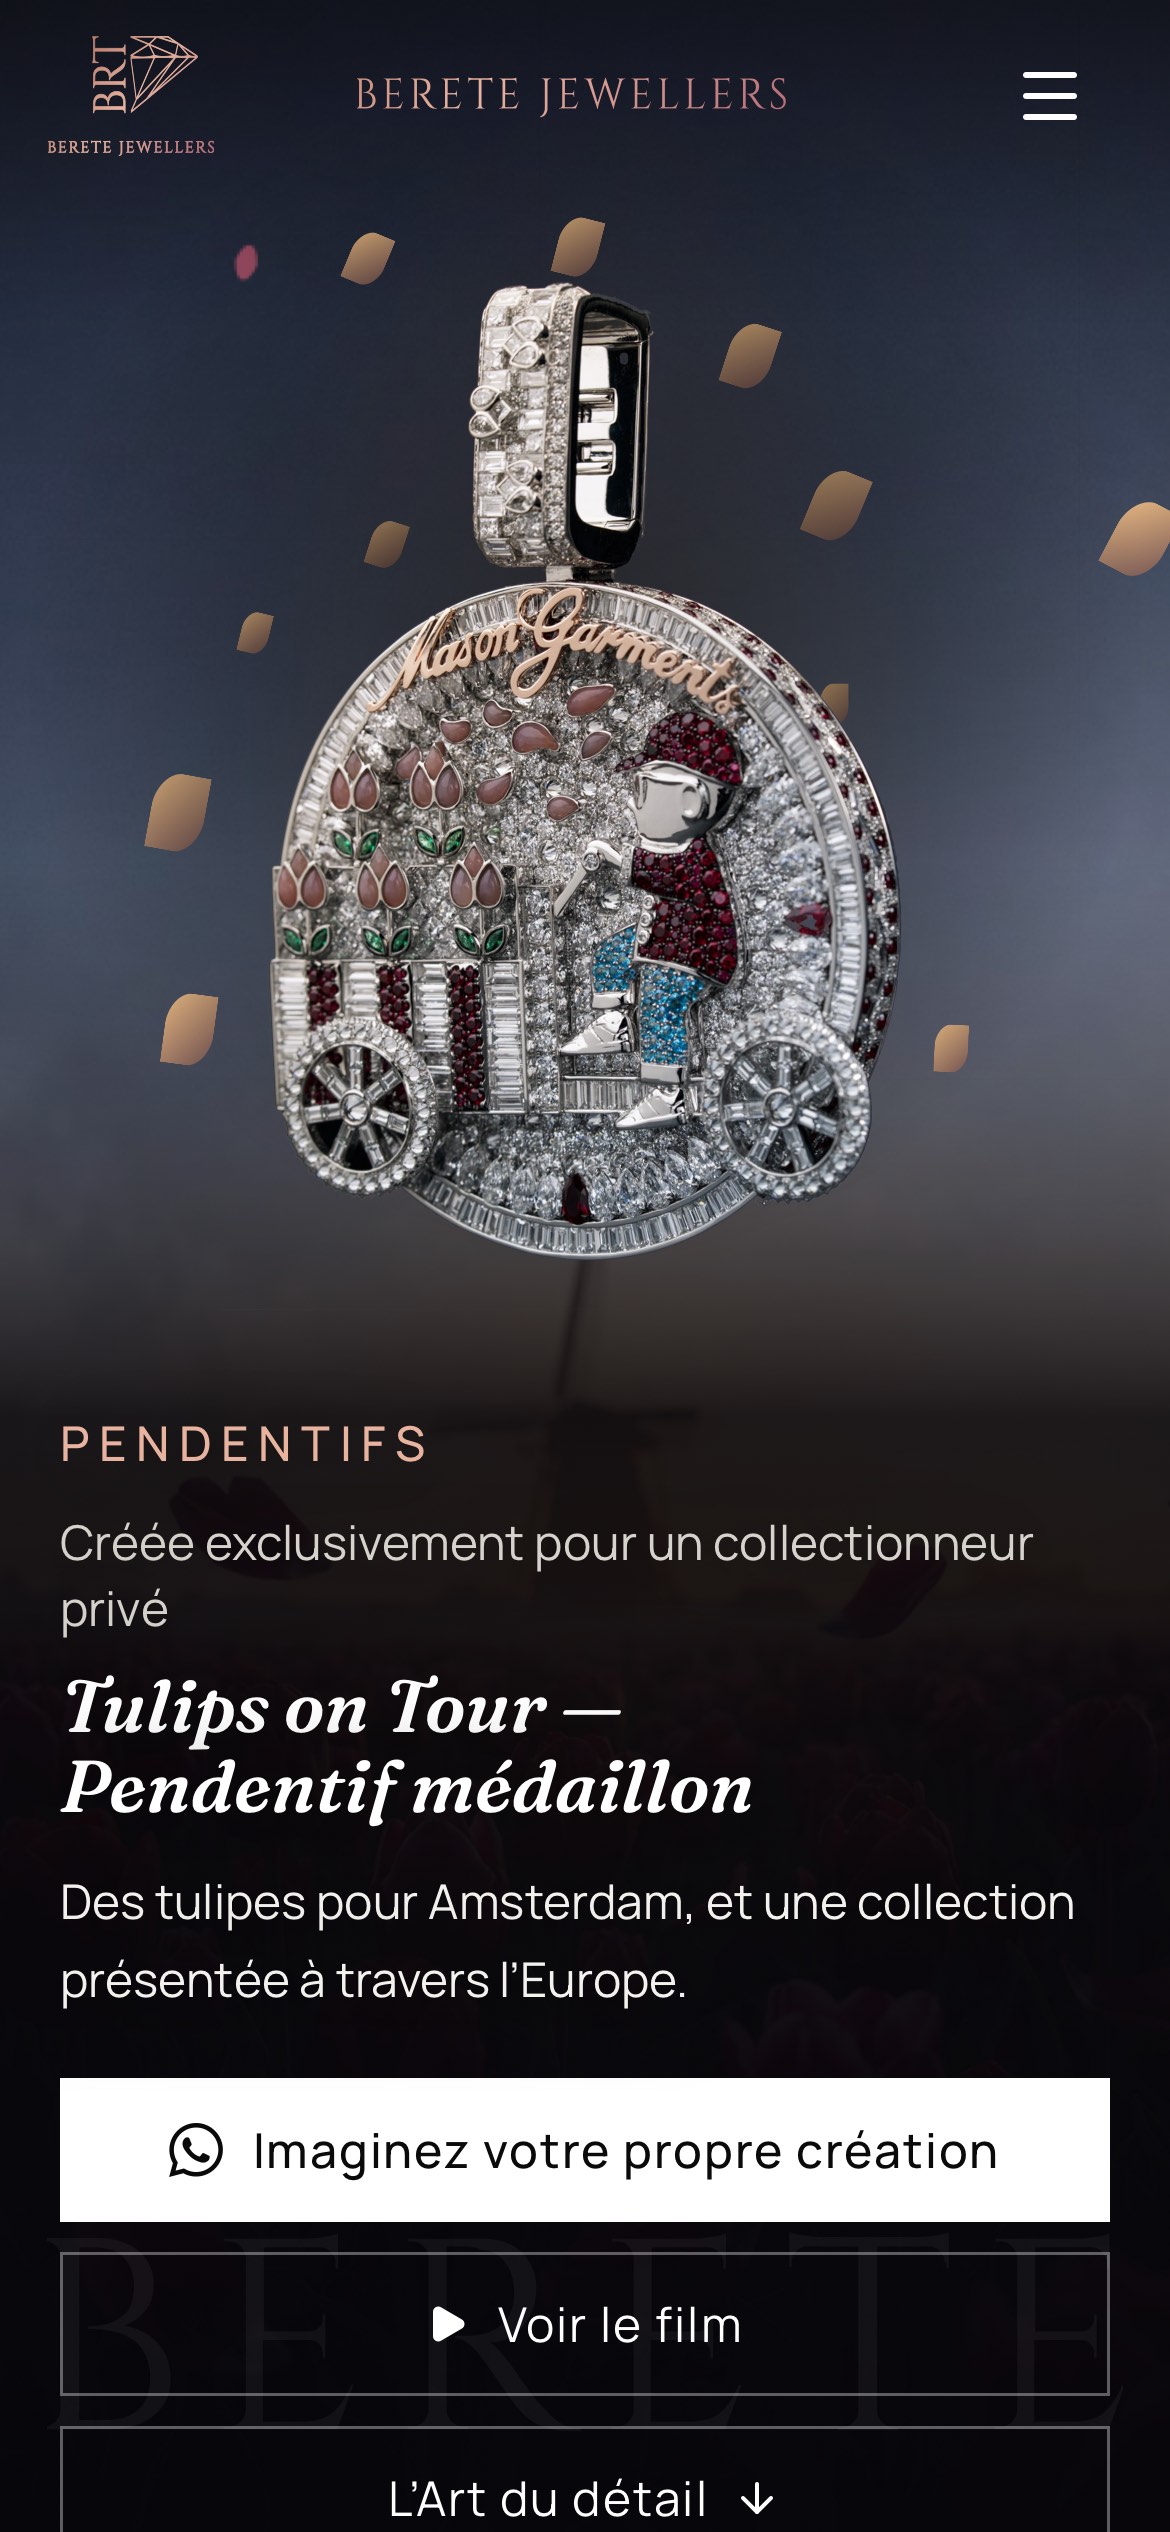 BRT
BERETE JEWELLERS
BERETE JEWELLERS
Mason Garments
PENDENTIFS
Créée exclusivement pour un collectionneur
privé
Tulips on Tour —
Pendentif médaillon
Des tulipes pour Amsterdam, et une collection
présentée à travers l’Europe.
Imaginez votre propre création
BERETE
Voir le film
L’Art du détail ↓